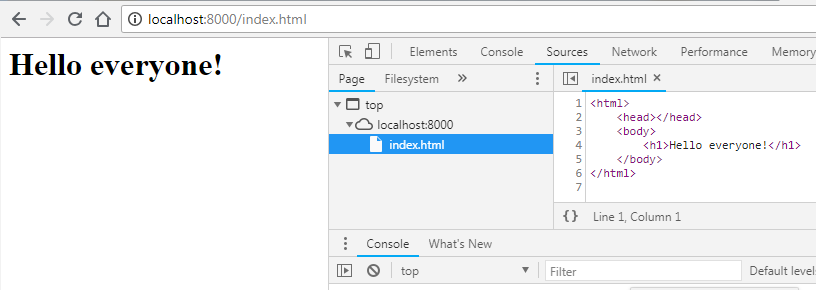 localhost:8000/index.html
Hello everyone!
Elements Console Sources Network Performance Memory
Page Filesystem »
index.html ×
top
localhost:8000
index.html
1 <html>
2 <head></head>
3 <body>
4 <h1>Hello everyone!</h1>
5 </body>
6 </html>
7
{} Line 1, Column 1
Console What's New
top Filter Default level